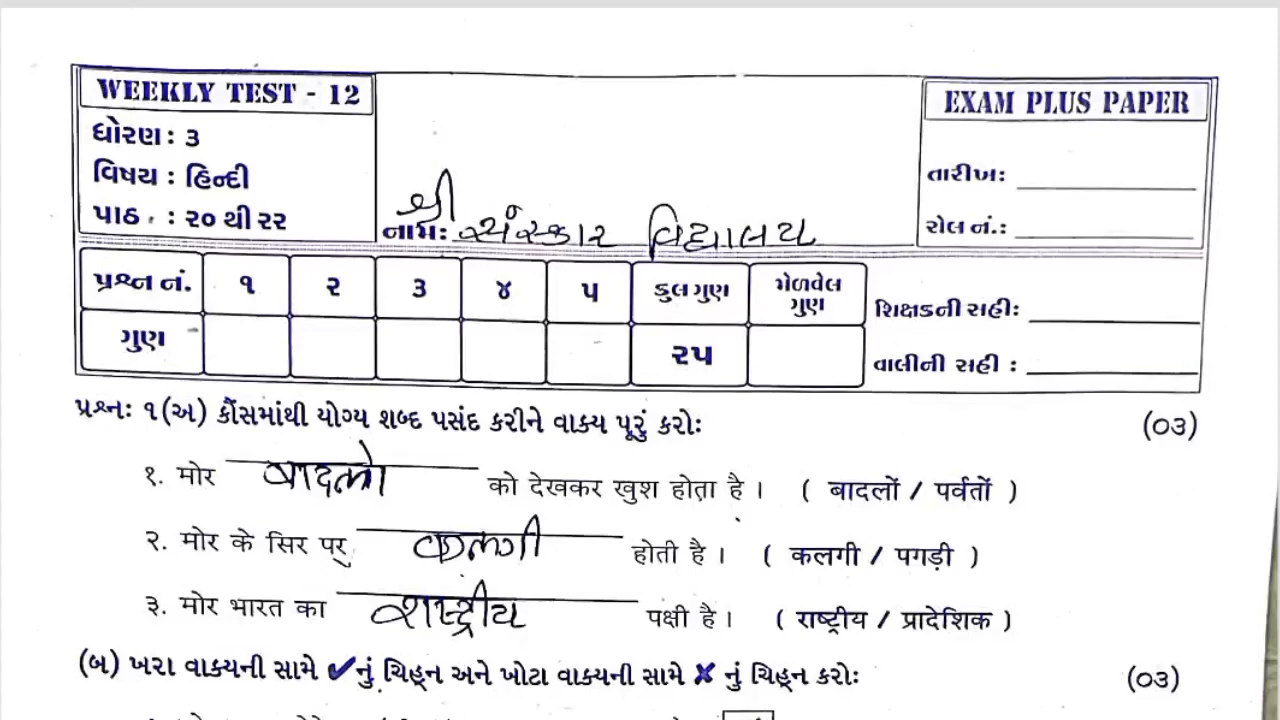 WEEKLY TEST - 12
EXAM PLUS PAPER
ધોરણ: ૩
વિષય : હિન્દી
તારીખ:
પાઠ : ૨૦ થી ૨૨
શ્રી
નામ: સંસ્કાર વિદ્યાલય
રોલ નં.:
પ્રશ્ન નં. ૧ ૨ ૩ ૪ ૫ કુલ ગુણ મેળવેલ ગુણ
શિક્ષકની સહી:
ગુણ ૨૫
વાલીની સહી :
પ્રશ્ન: ૧(અ) કૌંસમાંથી યોગ્ય શબ્દ પસંદ કરીને વાક્ય પૂરું કરો: (03)
१. मोर बादलो को देखकर खुश होता है । ( बादलों / पर्वतों )
२. मोर के सिर पर कलगी होती है । ( कलगी / पगड़ी )
३. मोर भारत का राष्ट्रीय पक्षी है । ( राष्ट्रीय / प्रादेशिक )
(બ) ખરા વાક્યની સામે ✔નું ચિહ્ન અને ખોટા વાક્યની સામે ✘ નું ચિહ્ન કરો: (03)